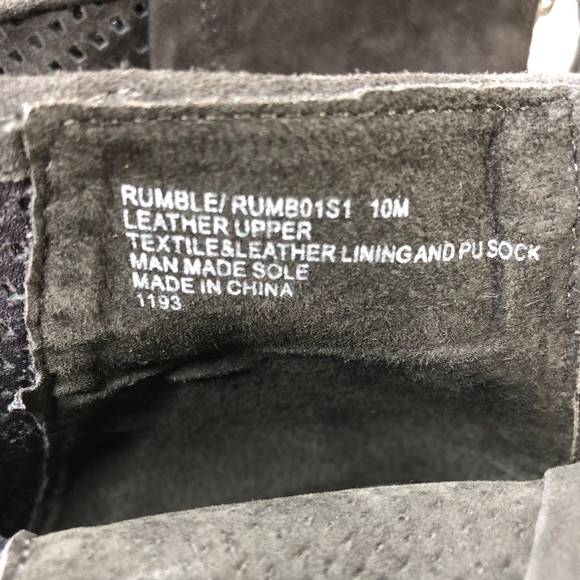 RUMBLE/ RUMB01S1 10M
LEATHER UPPER
TEXTILE&LEATHER LINING AND PU SOCK
MAN MADE SOLE
MADE IN CHINA
1193